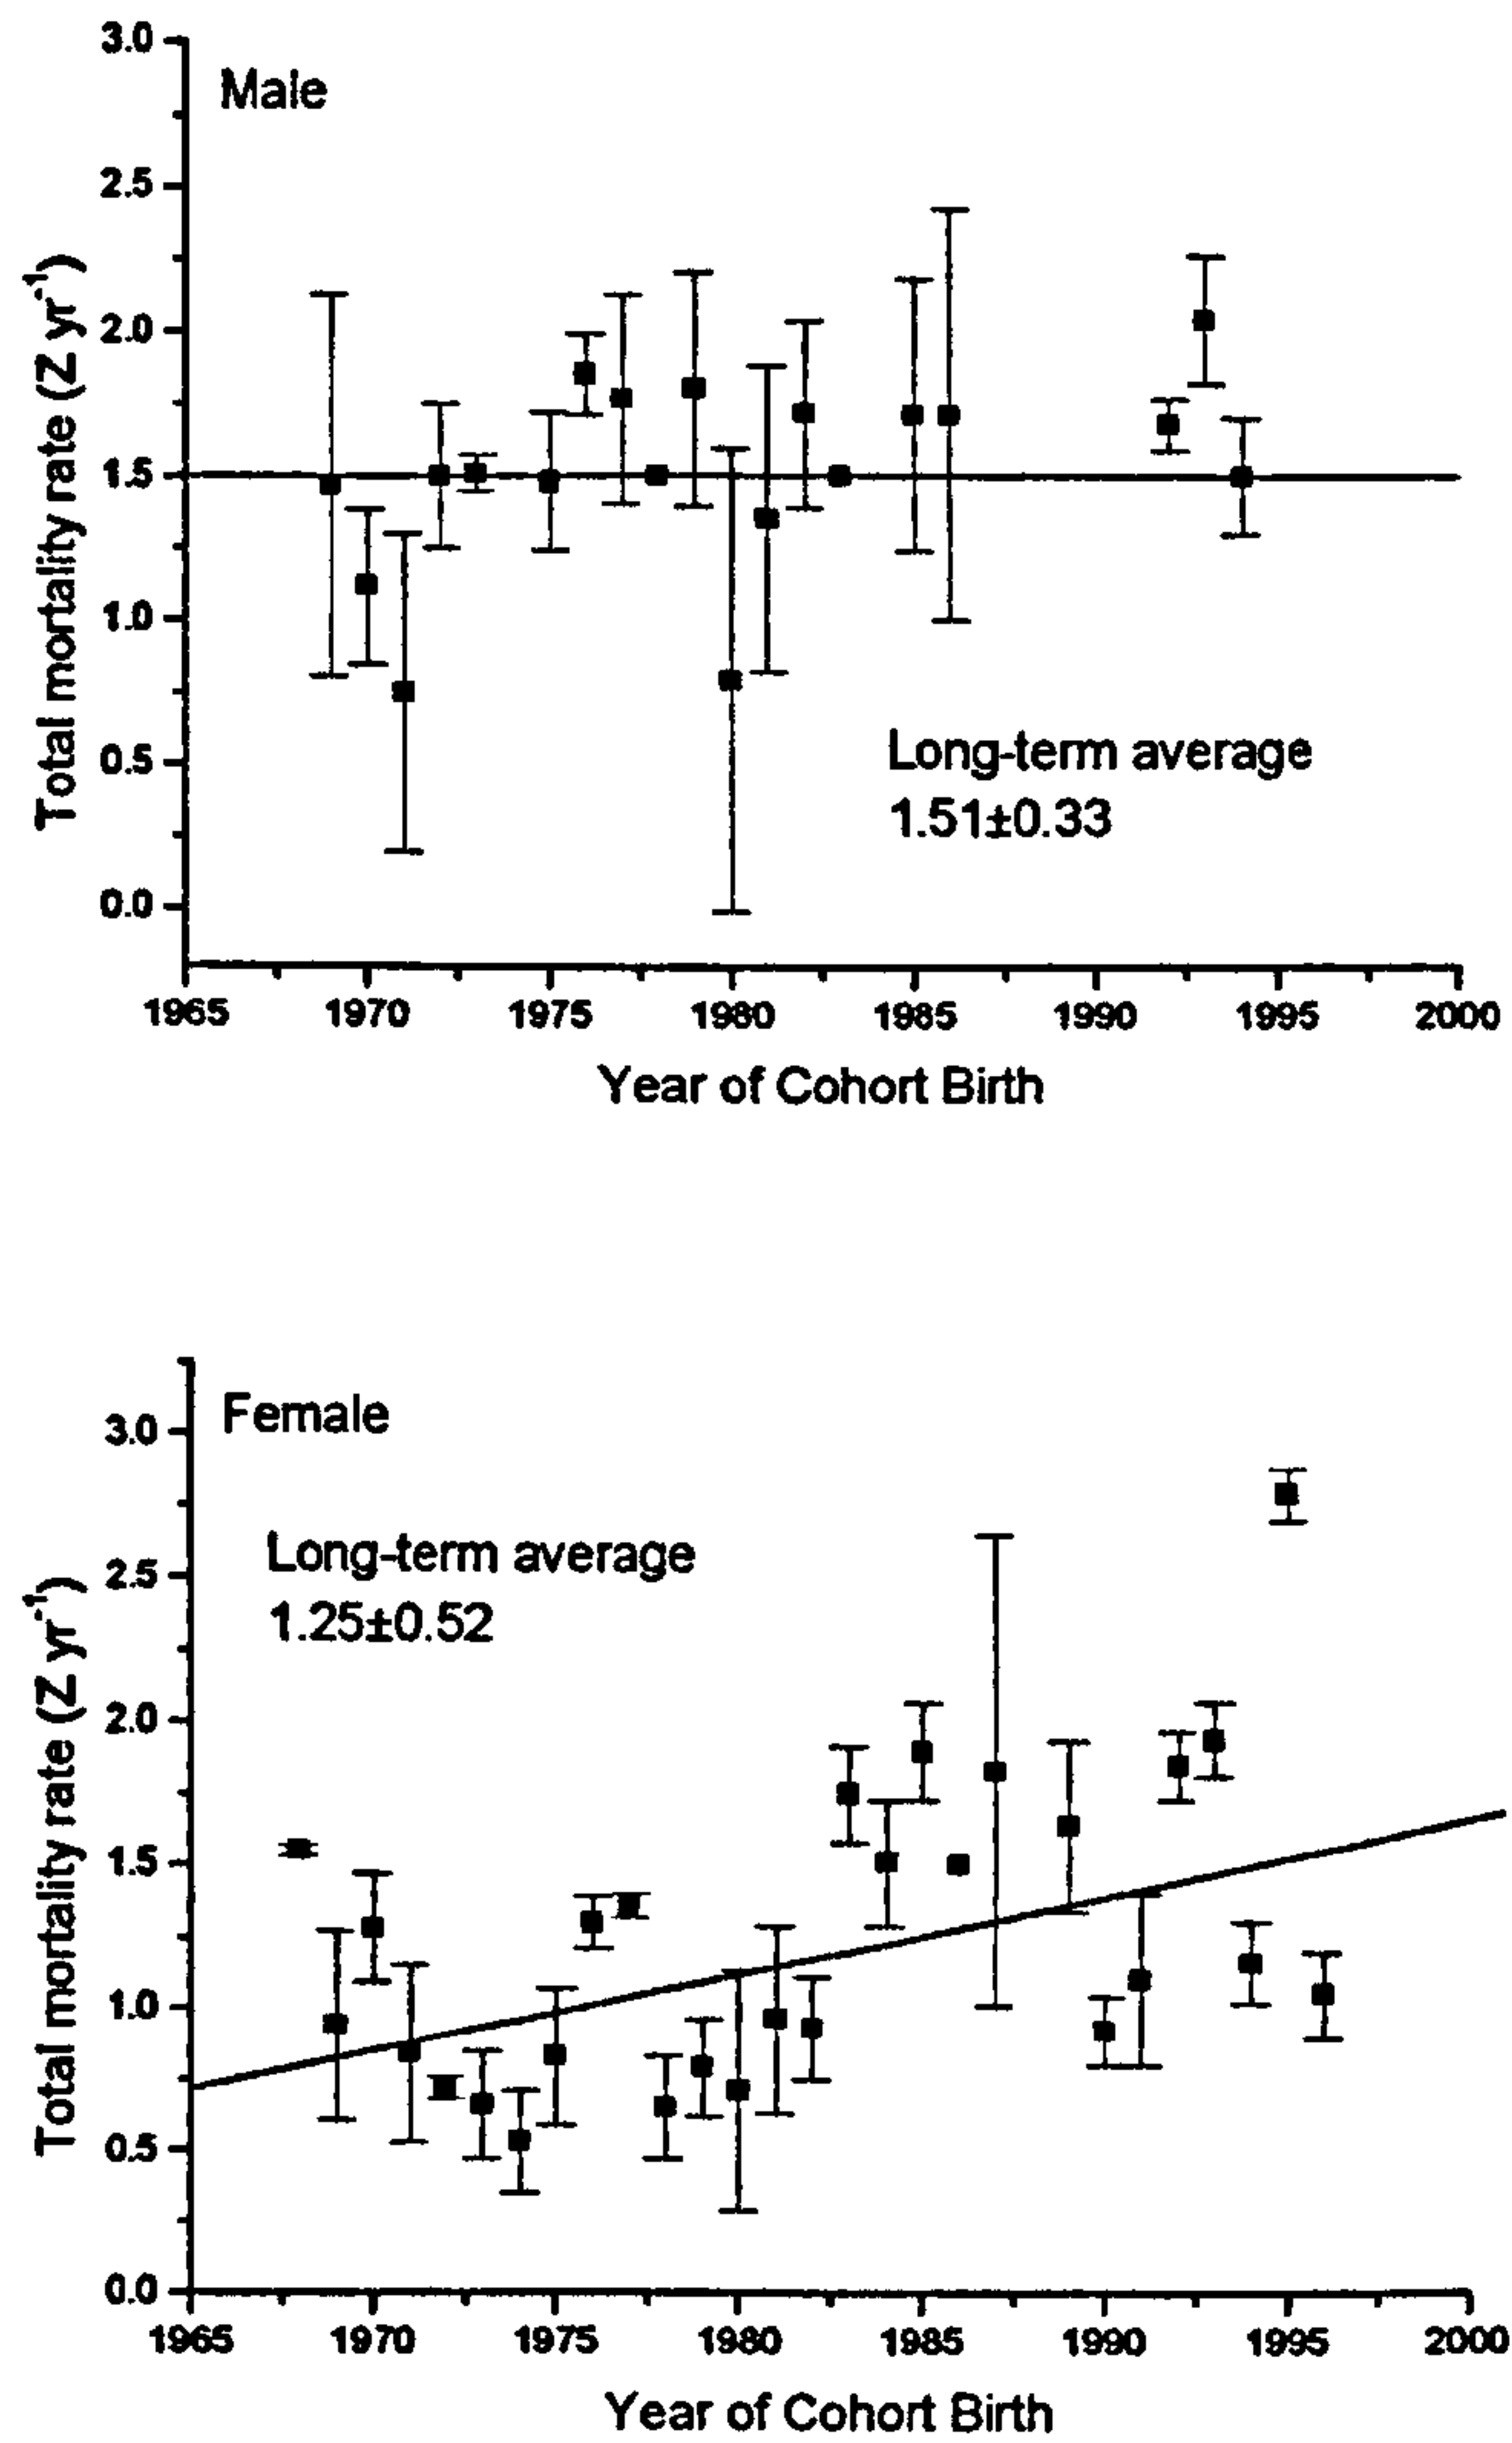 Male
Total mortality rate (Z yr-1)
3.0
2.5
2.0
1.5
1.0
0.5
0.0
Long-term average
1.51±0.33
1965 1970 1975 1980 1985 1990 1995 2000
Year of Cohort Birth
Female
Total mortality rate (Z yr-1)
3.0
2.5
2.0
1.5
1.0
0.5
0.0
Long-term average
1.25±0.52
1965 1970 1975 1980 1985 1990 1995 2000
Year of Cohort Birth